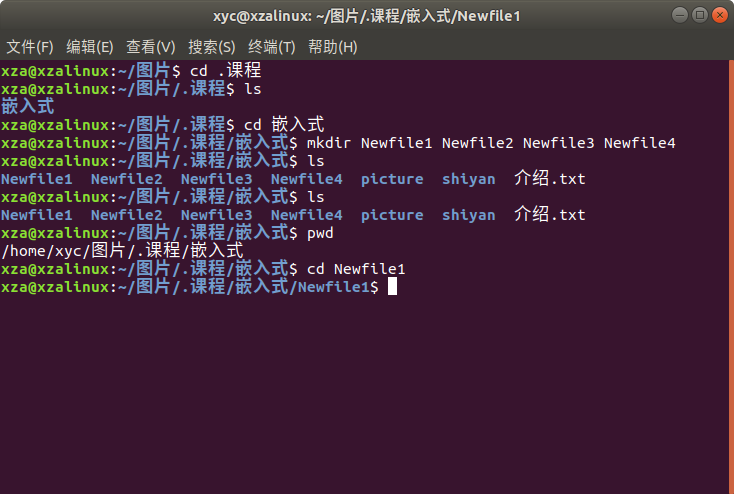 xyc@xzalinux: ~/图片/.课程/嵌入式/Newfile1
文件(F) 编辑(E) 查看(V) 搜索(S) 终端(T) 帮助(H)
xza@xzalinux:~/图片$ cd .课程
xza@xzalinux:~/图片/.课程$ ls
嵌入式
xza@xzalinux:~/图片/.课程$ cd 嵌入式
xza@xzalinux:~/图片/.课程/嵌入式$ mkdir Newfile1 Newfile2 Newfile3 Newfile4
xza@xzalinux:~/图片/.课程/嵌入式$ ls
Newfile1 Newfile2 Newfile3 Newfile4 picture shiyan 介绍.txt
xza@xzalinux:~/图片/.课程/嵌入式$ ls
Newfile1 Newfile2 Newfile3 Newfile4 picture shiyan 介绍.txt
xza@xzalinux:~/图片/.课程/嵌入式$ pwd
/home/xyc/图片/.课程/嵌入式
xza@xzalinux:~/图片/.课程/嵌入式$ cd Newfile1
xza@xzalinux:~/图片/.课程/嵌入式/Newfile1$